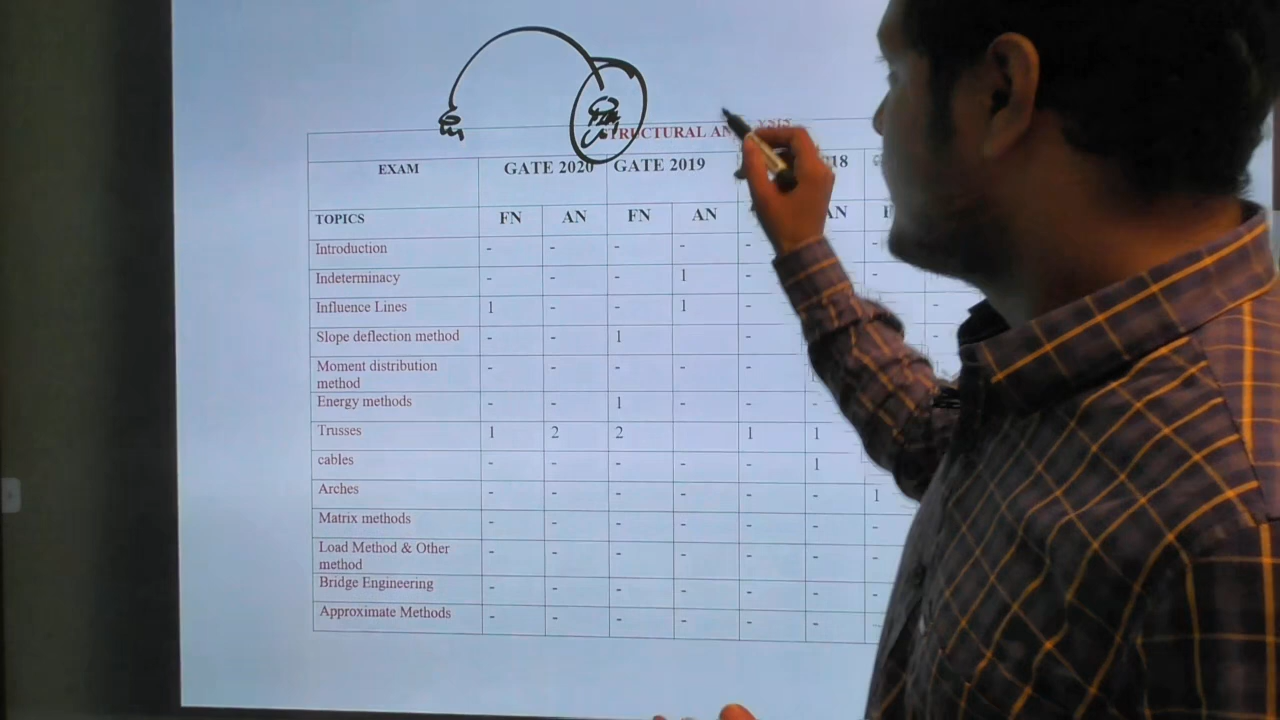 STRUCTURAL AN YSIS
EXAM GATE 2020 GATE 2019 18
TOPICS FN AN FN AN AN
Introduction - - - - - -
Indeterminacy - - - 1 - -
Influence Lines 1 - - 1 - -
Slope deflection method - - 1 -
Moment distribution - - - - - -
method
Energy methods - - 1 - - - -
Trusses 1 2 2 1 1
cables - - - - - 1
Arches - - - - - - 1
Matrix methods - - - - - - -
Load Method & Other - - - - - - -
method
Bridge Engineering - - - - - - -
Approximate Methods - - - - - - -